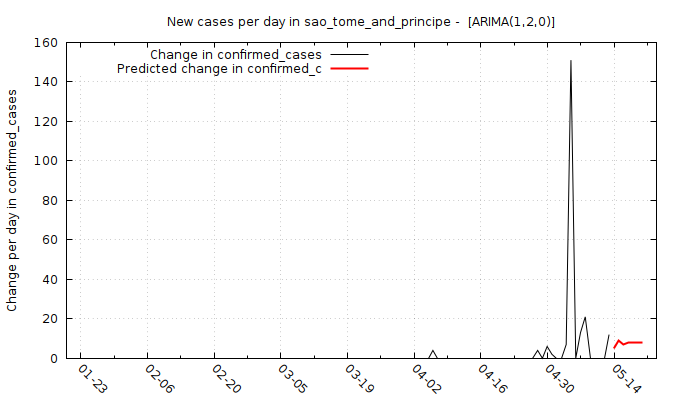 New cases per day in sao_tome_and_principe -  [ARIMA(1,2,0)]
Change in confirmed_cases
Predicted change in confirmed_c
Change per day in confirmed_cases
160
140
120
100
80
60
40
20
0
01-23 02-06 02-20 03-05 03-19 04-02 04-16 04-30 05-14